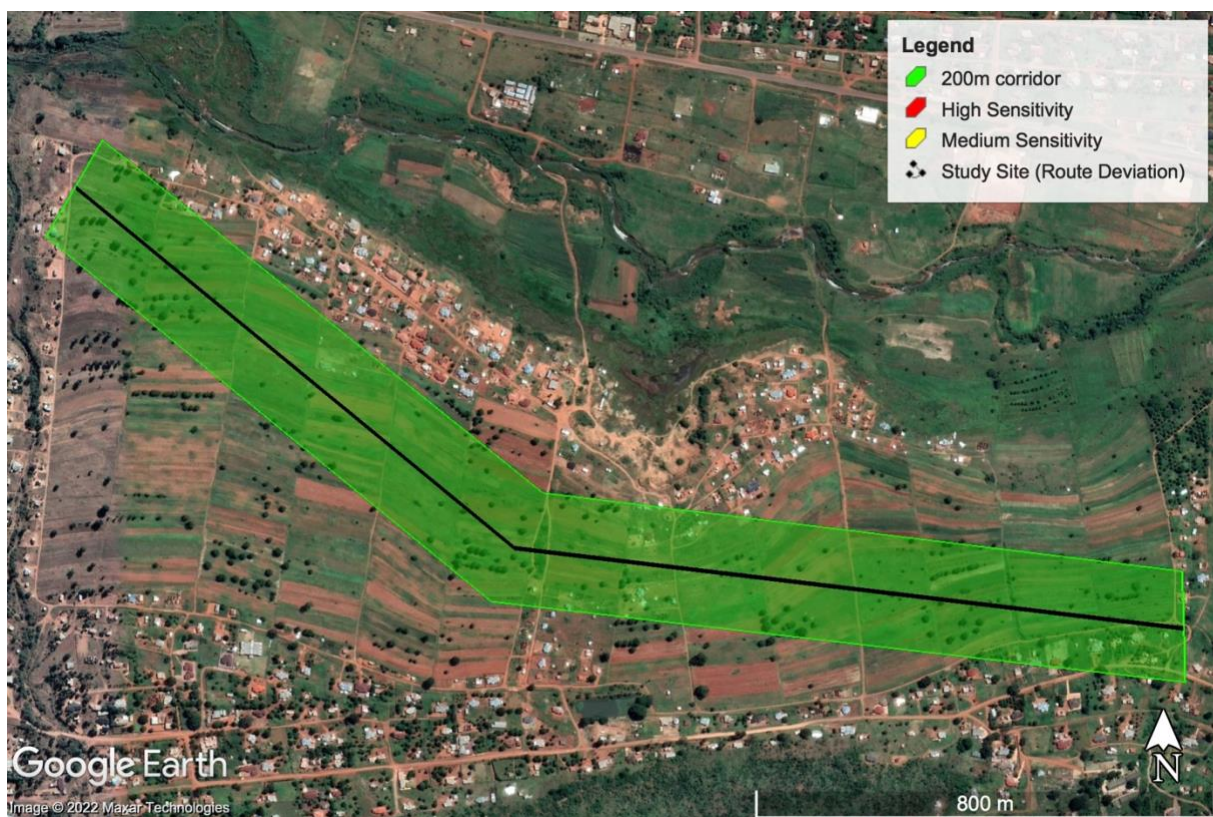 Legend
200m corridor
High Sensitivity
Medium Sensitivity
Study Site (Route Deviation)
N
Google Earth
Image © 2022 Maxar Technologies
800 m